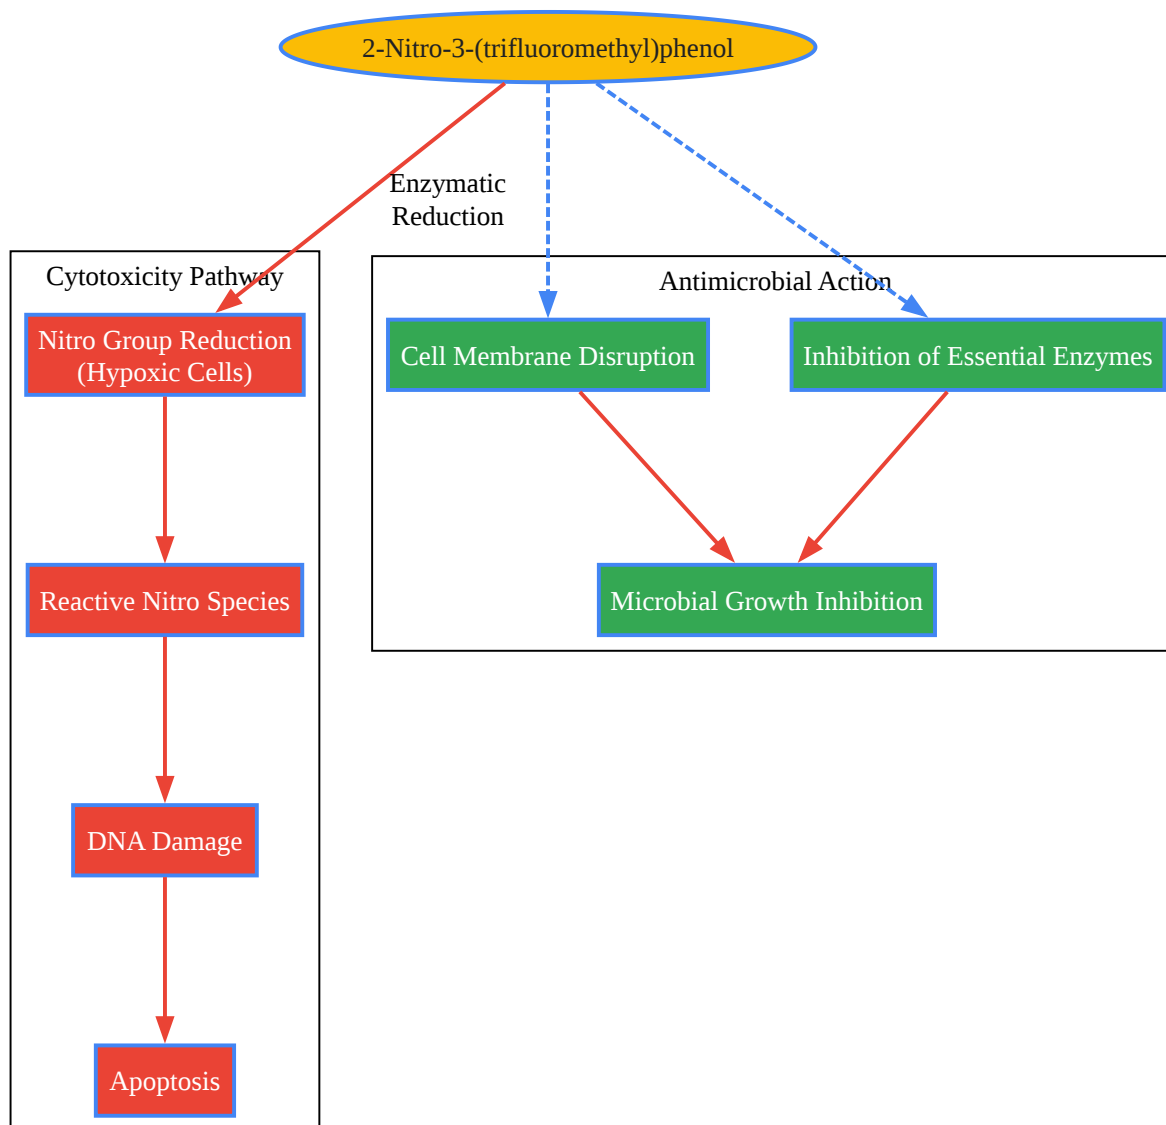 2-Nitro-3-(trifluoromethyl)phenol
Enzymatic
Reduction
Cytotoxicity Pathway
Nitro Group Reduction
(Hypoxic Cells)
Reactive Nitro Species
DNA Damage
Apoptosis
Antimicrobial Action
Cell Membrane Disruption
Inhibition of Essential Enzymes
Microbial Growth Inhibition